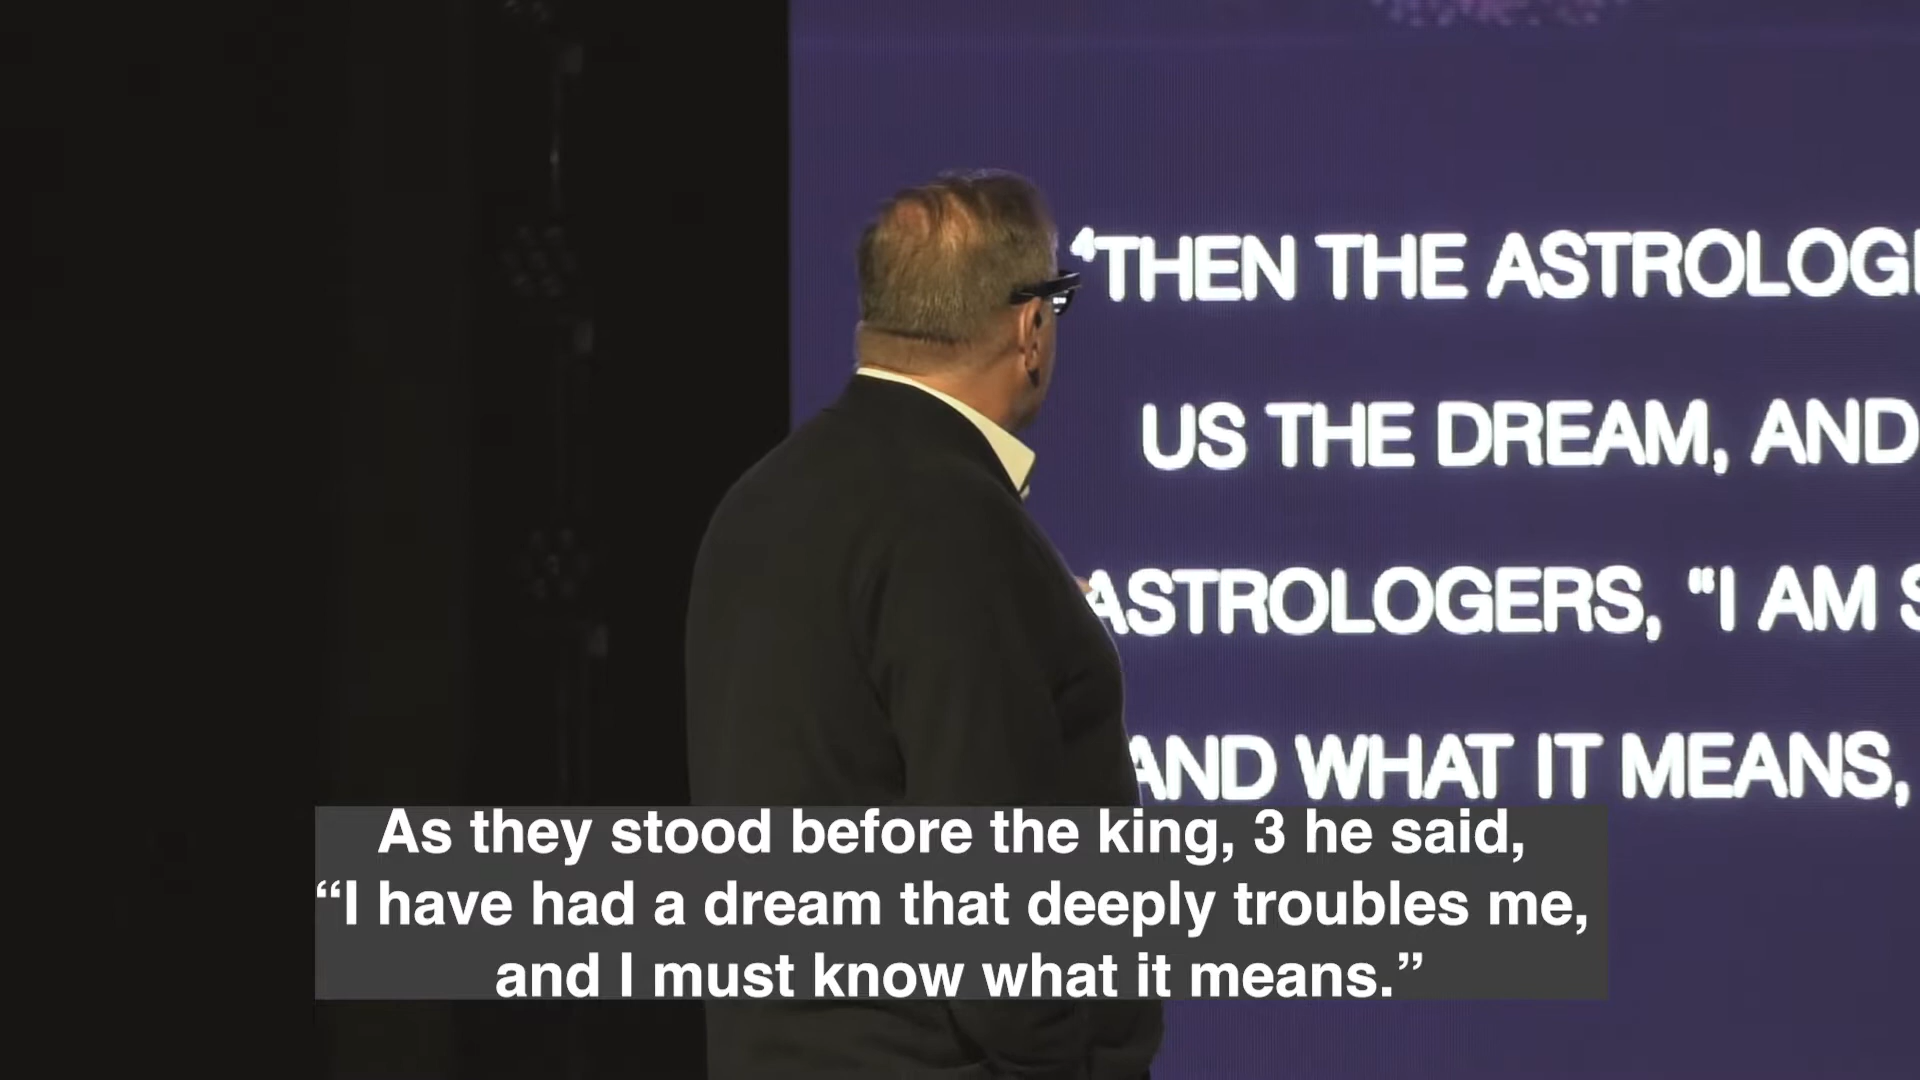 ⁴THEN THE ASTROLOG
US THE DREAM, AND
ASTROLOGERS, “I AM
AND WHAT IT MEANS,
As they stood before the king, 3 he said,
“I have had a dream that deeply troubles me,
and I must know what it means.”